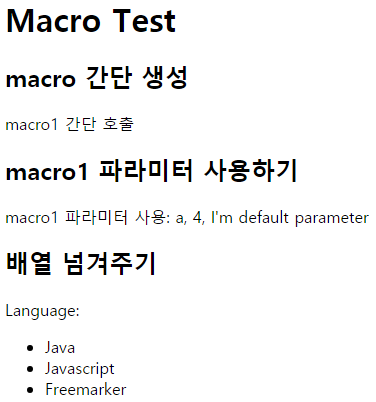 Macro Test
macro 간단 생성
macro1 간단 호출
macro1 파라미터 사용하기
macro1 파라미터 사용: a, 4, I'm default parameter
배열 넘겨주기
Language:
Java
Javascript
Freemarker